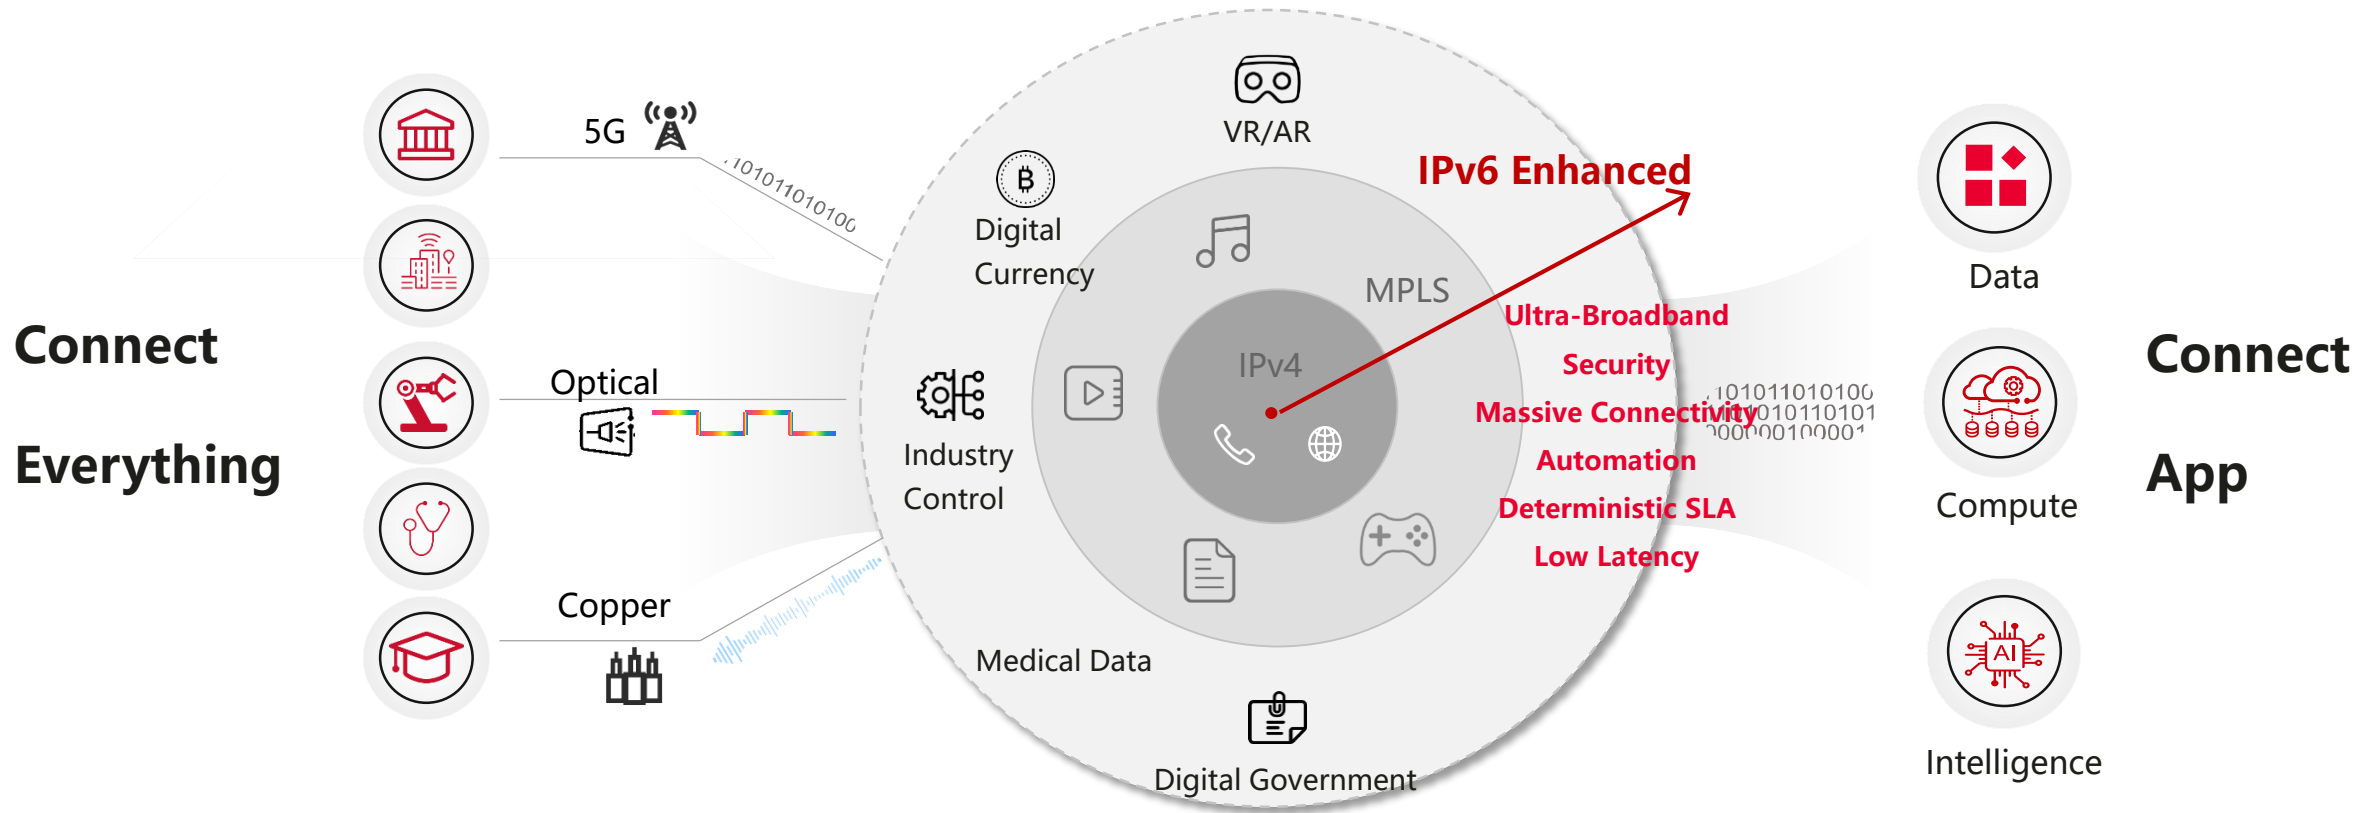 Connect
Everything
5G
101011010100
Optical
Copper
VR/AR
Digital
Currency
Industry
Control
Medical Data
Digital Government
MPLS
IPv4
IPv6 Enhanced
Ultra-Broadband
Security
Massive Connectivity
Automation
Deterministic SLA
Low Latency
Data
Compute
AI
Intelligence
Connect
App